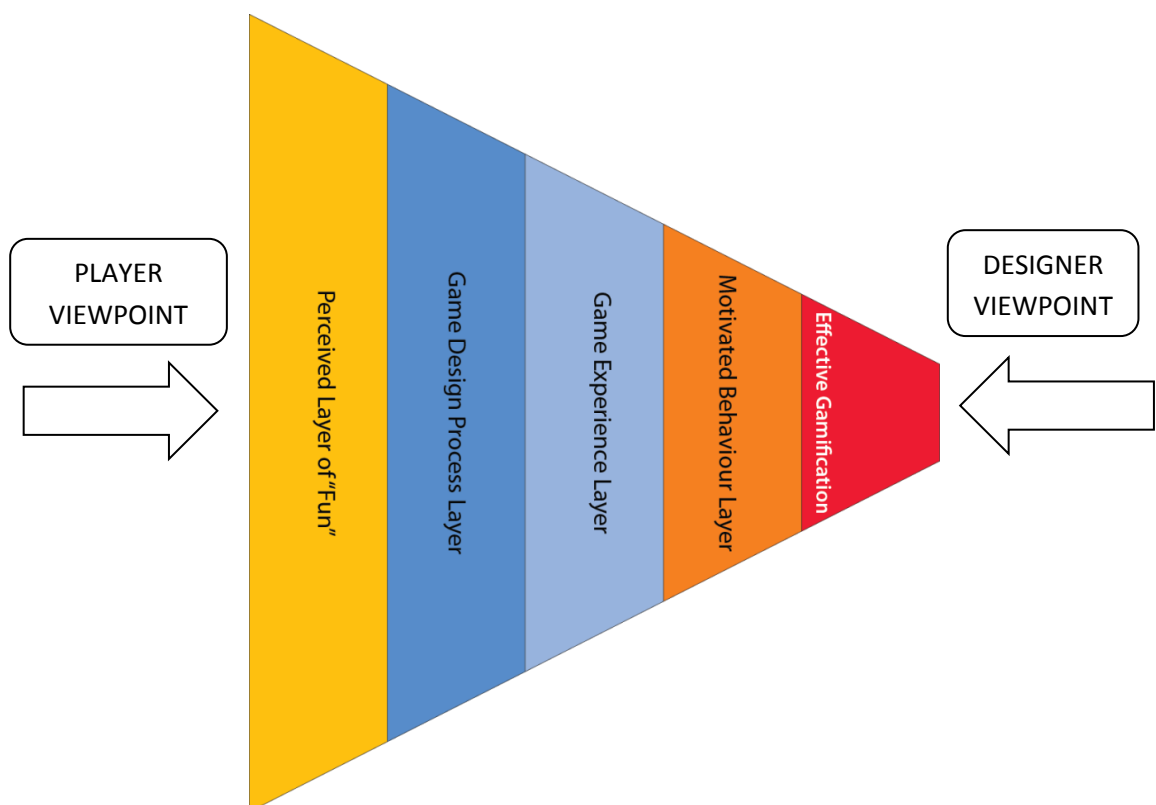 PLAYER
VIEWPOINT
Perceived Layer of "Fun"
Game Design Process Layer
Game Experience Layer
Motivated Behaviour Layer
Effective Gamification
DESIGNER
VIEWPOINT